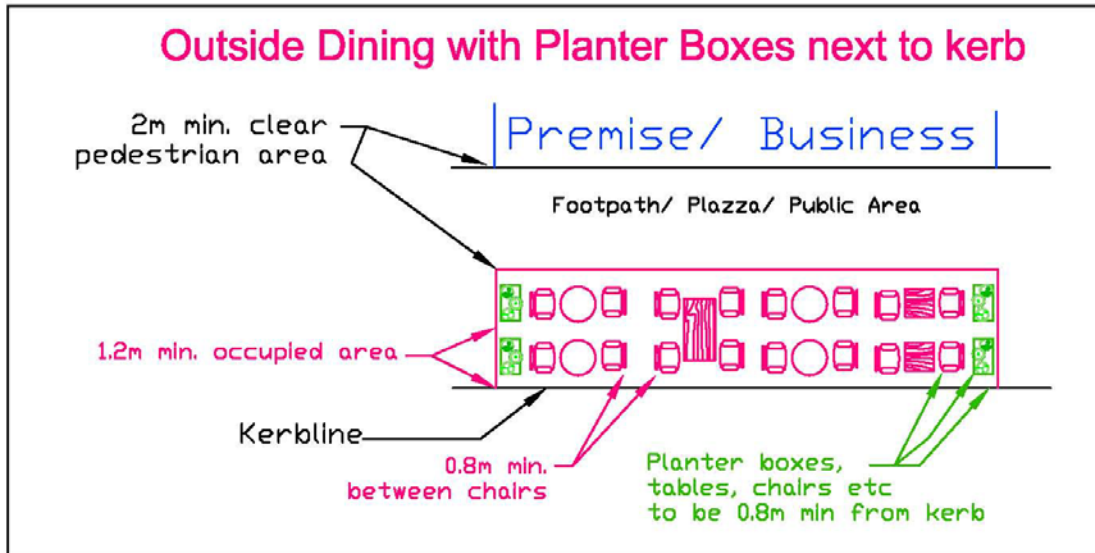 Outside Dining with Planter Boxes next to kerb
2m min. clear
pedestrian area
Premise/ Business
Footpath/ Plazza/ Public Area
1.2m min. occupied area
Kerbline
0.8m min.
between chairs
Planter boxes,
tables, chairs etc
to be 0.8m min from kerb